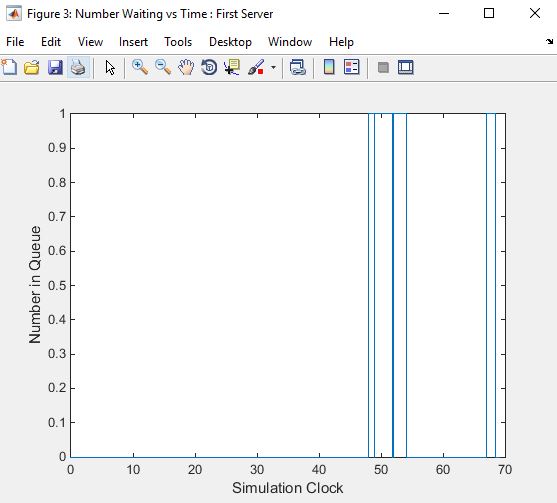 Figure 3: Number Waiting vs Time : First Server
File Edit View Insert Tools Desktop Window Help
1
0.9
0.8
0.7
0.6
0.5
0.4
0.3
0.2
0.1
0
Number in Queue
0 10 20 30 40 50 60 70
Simulation Clock